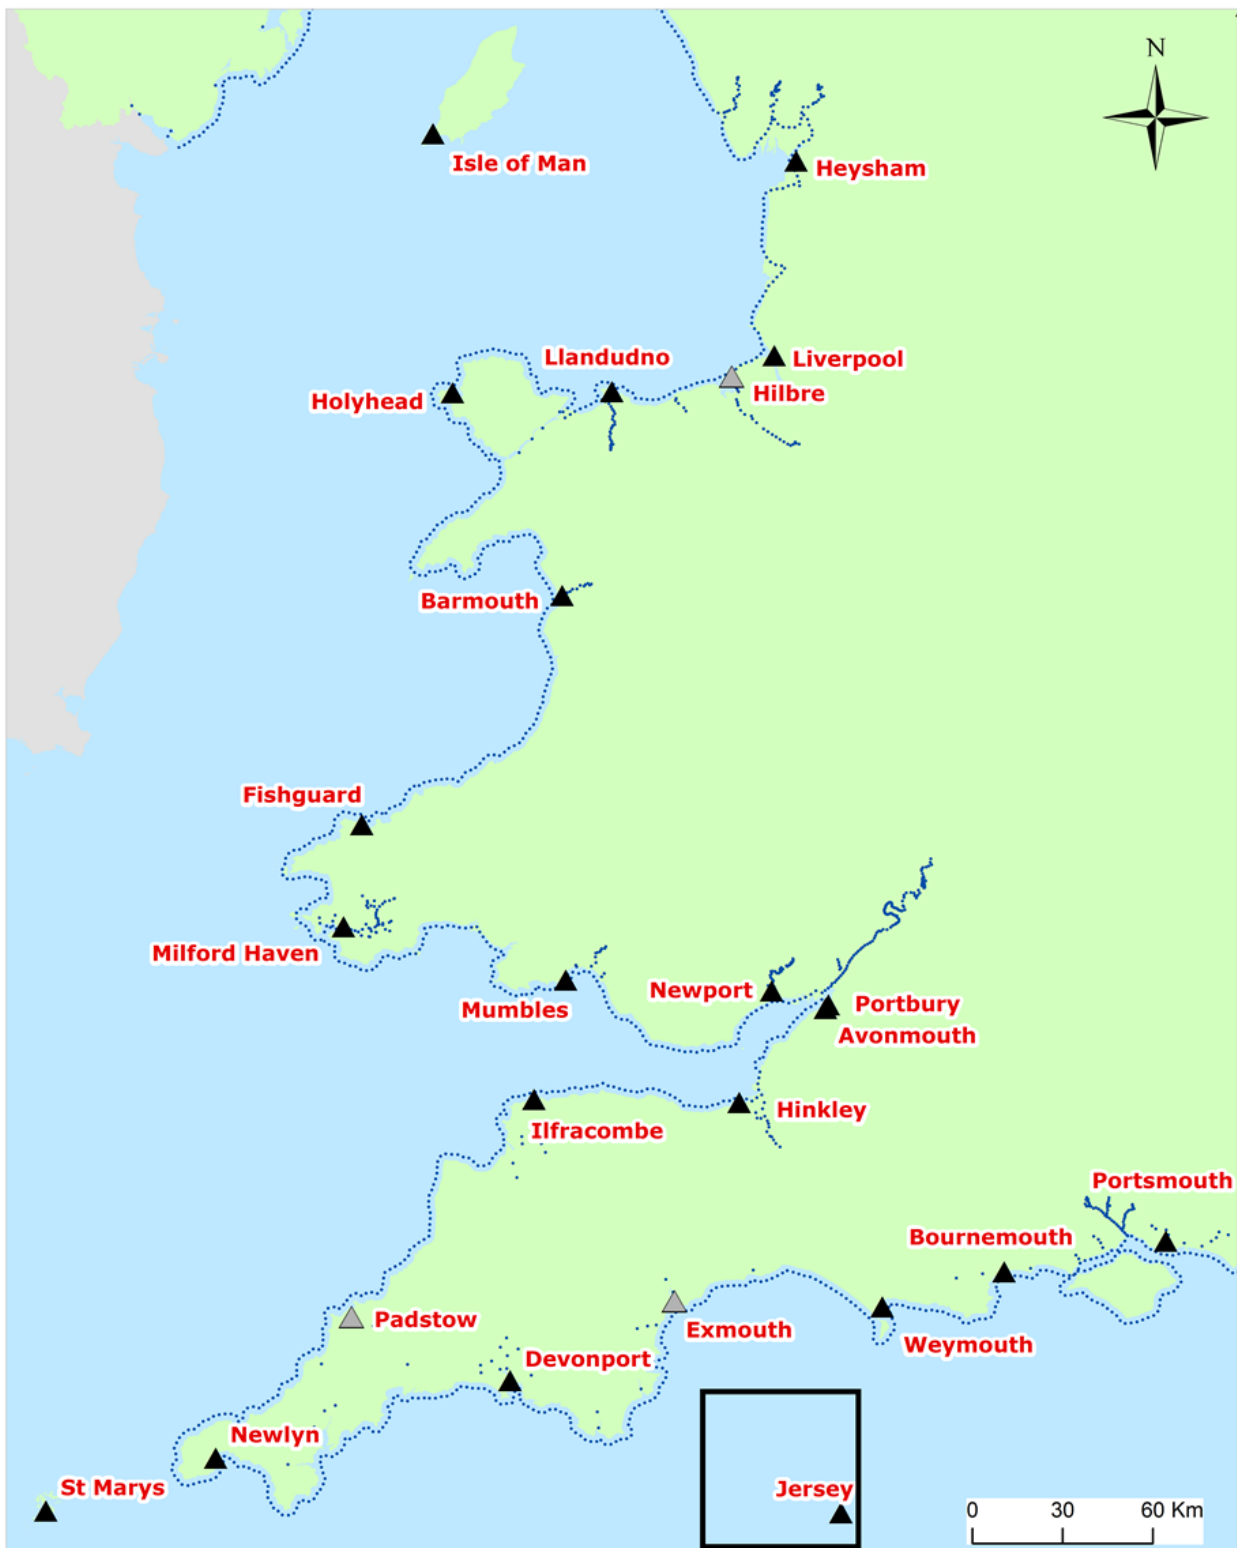 N
Isle of Man
Heysham
Llandudno
Liverpool
Holyhead
Hilbre
Barmouth
Fishguard
Milford Haven
Mumbles
Newport
Portbury
Avonmouth
Hinkley
Ilfracombe
Portsmouth
Bournemouth
Padstow
Exmouth
Weymouth
Devonport
Newlyn
St Marys
Jersey
0 30 60 Km